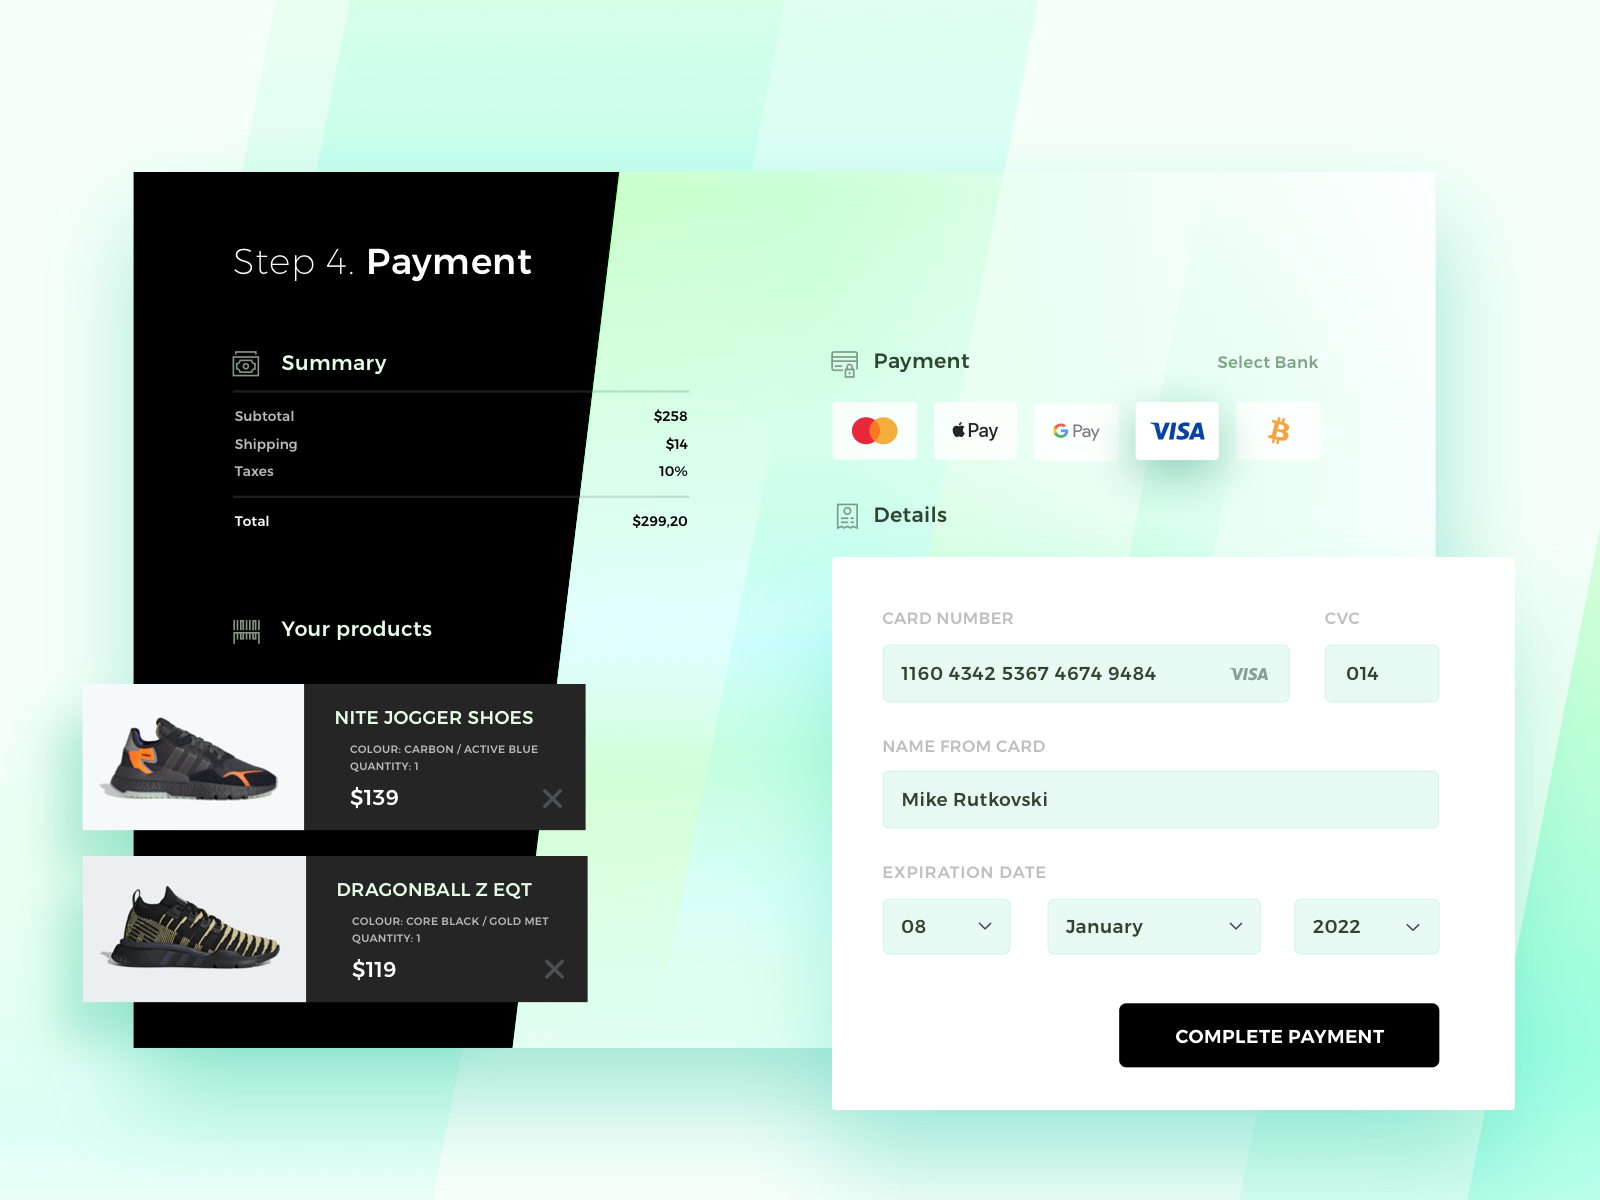 Step 4. Payment
Summary
Subtotal $258
Shipping $14
Taxes 10%
Total $299,20
Your products
NITE JOGGER SHOES
COLOUR: CARBON / ACTIVE BLUE
QUANTITY: 1
$139
DRAGONBALL Z EQT
COLOUR: CORE BLACK / GOLD MET
QUANTITY: 1
$119
Payment Select Bank
Pay G Pay VISA
Details
CARD NUMBER CVC
1160 4342 5367 4674 9484 VISA 014
NAME FROM CARD
Mike Rutkovski
EXPIRATION DATE
08 January 2022
COMPLETE PAYMENT